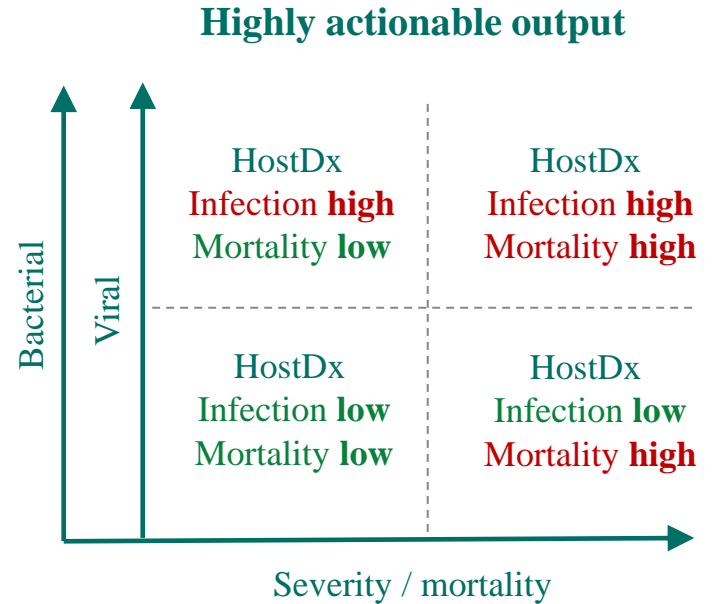 Highly actionable output
Bacterial
Viral
HostDx
Infection high
Mortality low
HostDx
Infection high
Mortality high
HostDx
Infection low
Mortality low
HostDx
Infection low
Mortality high
Severity / mortality